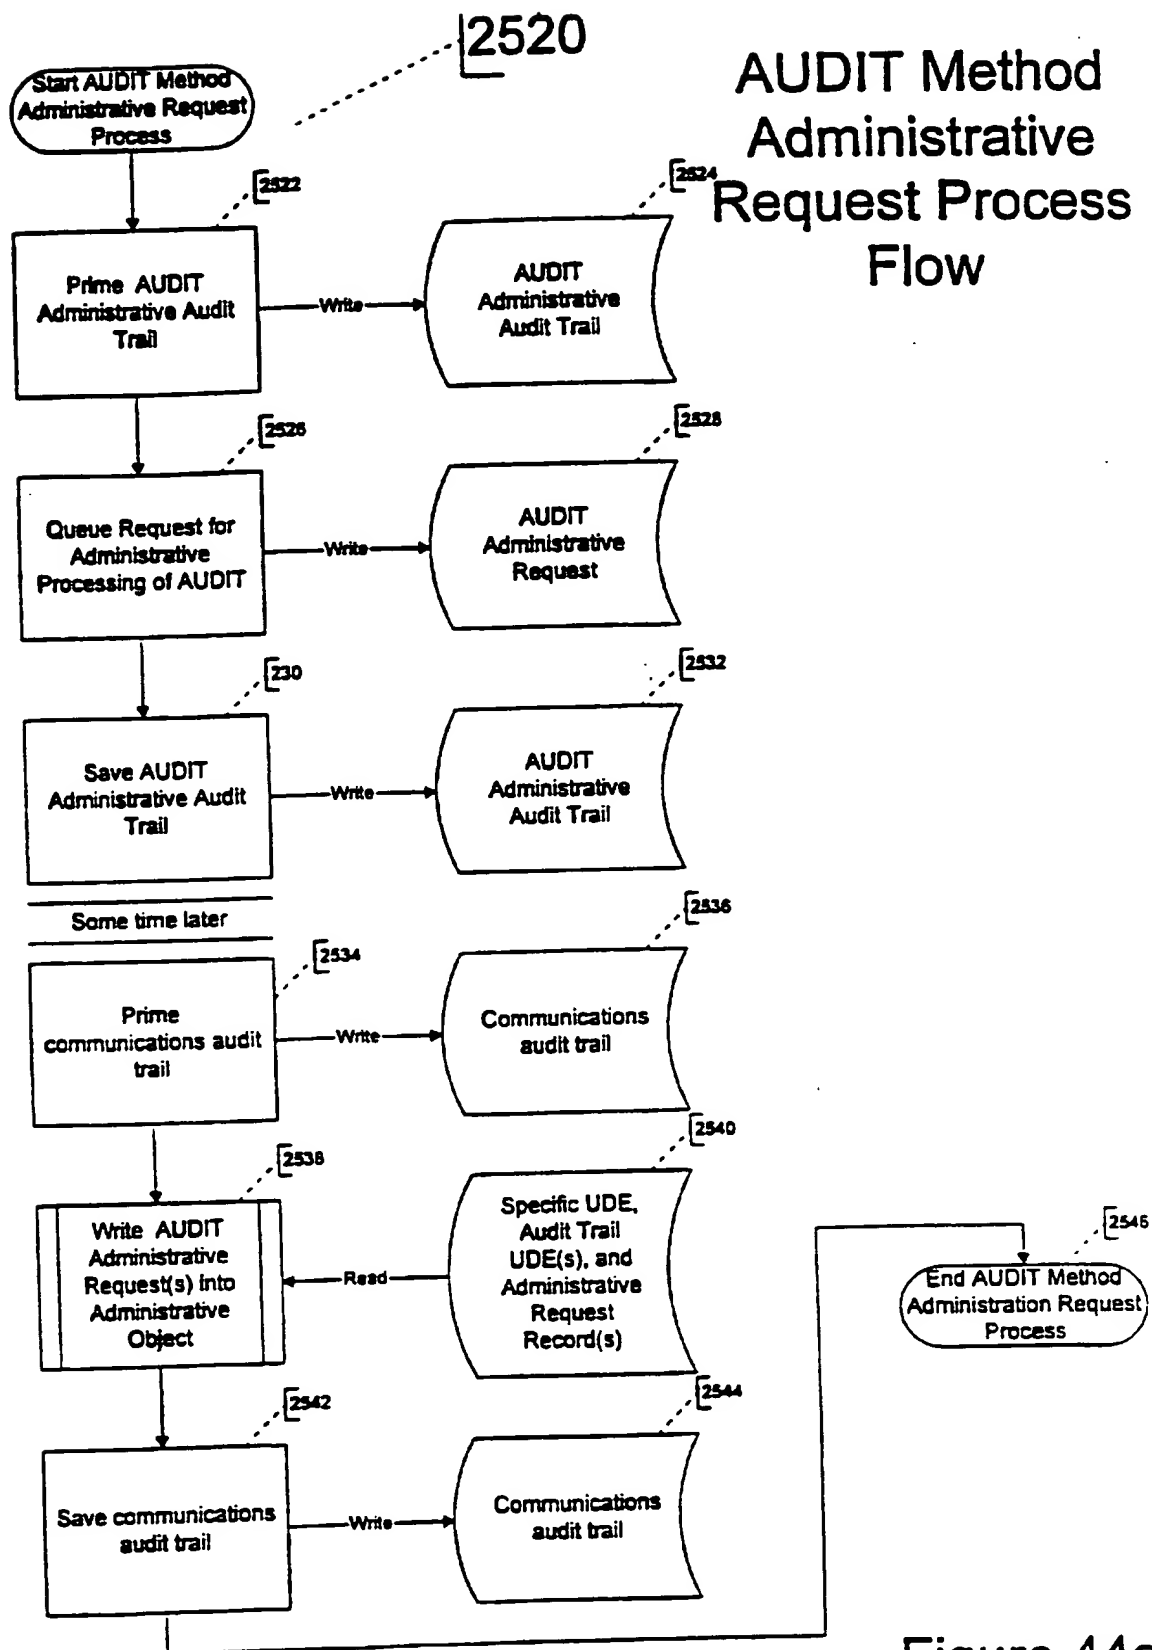 2520
AUDIT Method
Administrative
Request Process
Flow
Start AUDIT Method
Administrative Request
Process
2522
Prime AUDIT
Administrative Audit
Trail
Write
2524
AUDIT
Administrative
Audit Trail
2526
Queue Request for
Administrative
Processing of AUDIT
Write
2528
AUDIT
Administrative
Request
230
Save AUDIT
Administrative Audit
Trail
Write
2532
AUDIT
Administrative
Audit Trail
Some time later
2534
Prime
communications audit
trail
Write
2536
Communications
audit trail
2538
Write AUDIT
Administrative
Request(s) into
Administrative
Object
Read
2540
Specific UDE,
Audit Trail
UDE(s), and
Administrative
Request
Record(s)
2542
Save communications
audit trail
Write
2544
Communications
audit trail
2546
End AUDIT Method
Administration Request
Process